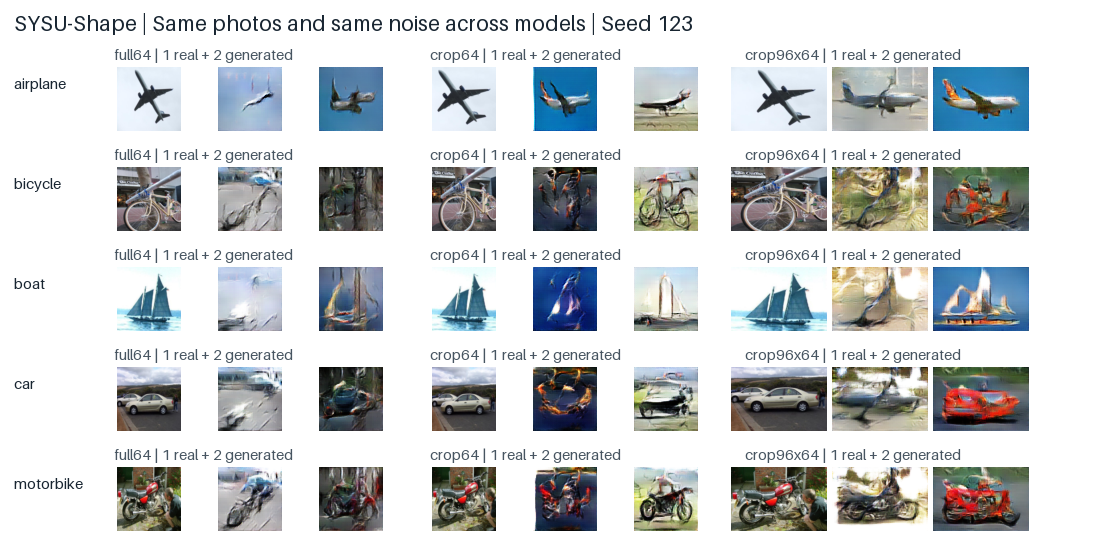 SYSU-Shape | Same photos and same noise across models | Seed 123
full64 | 1 real + 2 generated crop64 | 1 real + 2 generated crop96x64 | 1 real + 2 generated
airplane
full64 | 1 real + 2 generated crop64 | 1 real + 2 generated crop96x64 | 1 real + 2 generated
bicycle
full64 | 1 real + 2 generated crop64 | 1 real + 2 generated crop96x64 | 1 real + 2 generated
boat
full64 | 1 real + 2 generated crop64 | 1 real + 2 generated crop96x64 | 1 real + 2 generated
car
full64 | 1 real + 2 generated crop64 | 1 real + 2 generated crop96x64 | 1 real + 2 generated
motorbike